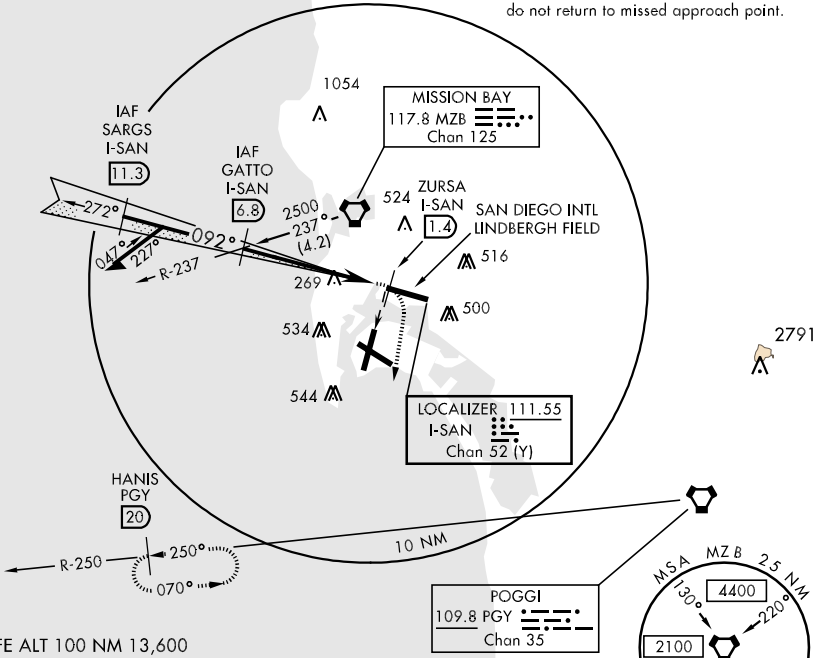 do not return to missed approach point.
1054
MISSION BAY
117.8 MZB
Chan 125
IAF
SARGS
I-SAN
11.3
IAF
GATTO
I-SAN
6.8
2500
237°
(4.2)
524
ZURSA
I-SAN
1.4
SAN DIEGO INTL
LINDBERGH FIELD
272°
092°
047°
227°
R-237
269
516
500
534
544
2791
LOCALIZER 111.55
I-SAN
Chan 52 (Y)
HANIS
PGY
20
R-250
250°
070°
10 NM
POGGI
109.8 PGY
Chan 35
MSA MZB 25 NM
4400
130°
220°
2100
FE ALT 100 NM 13,600